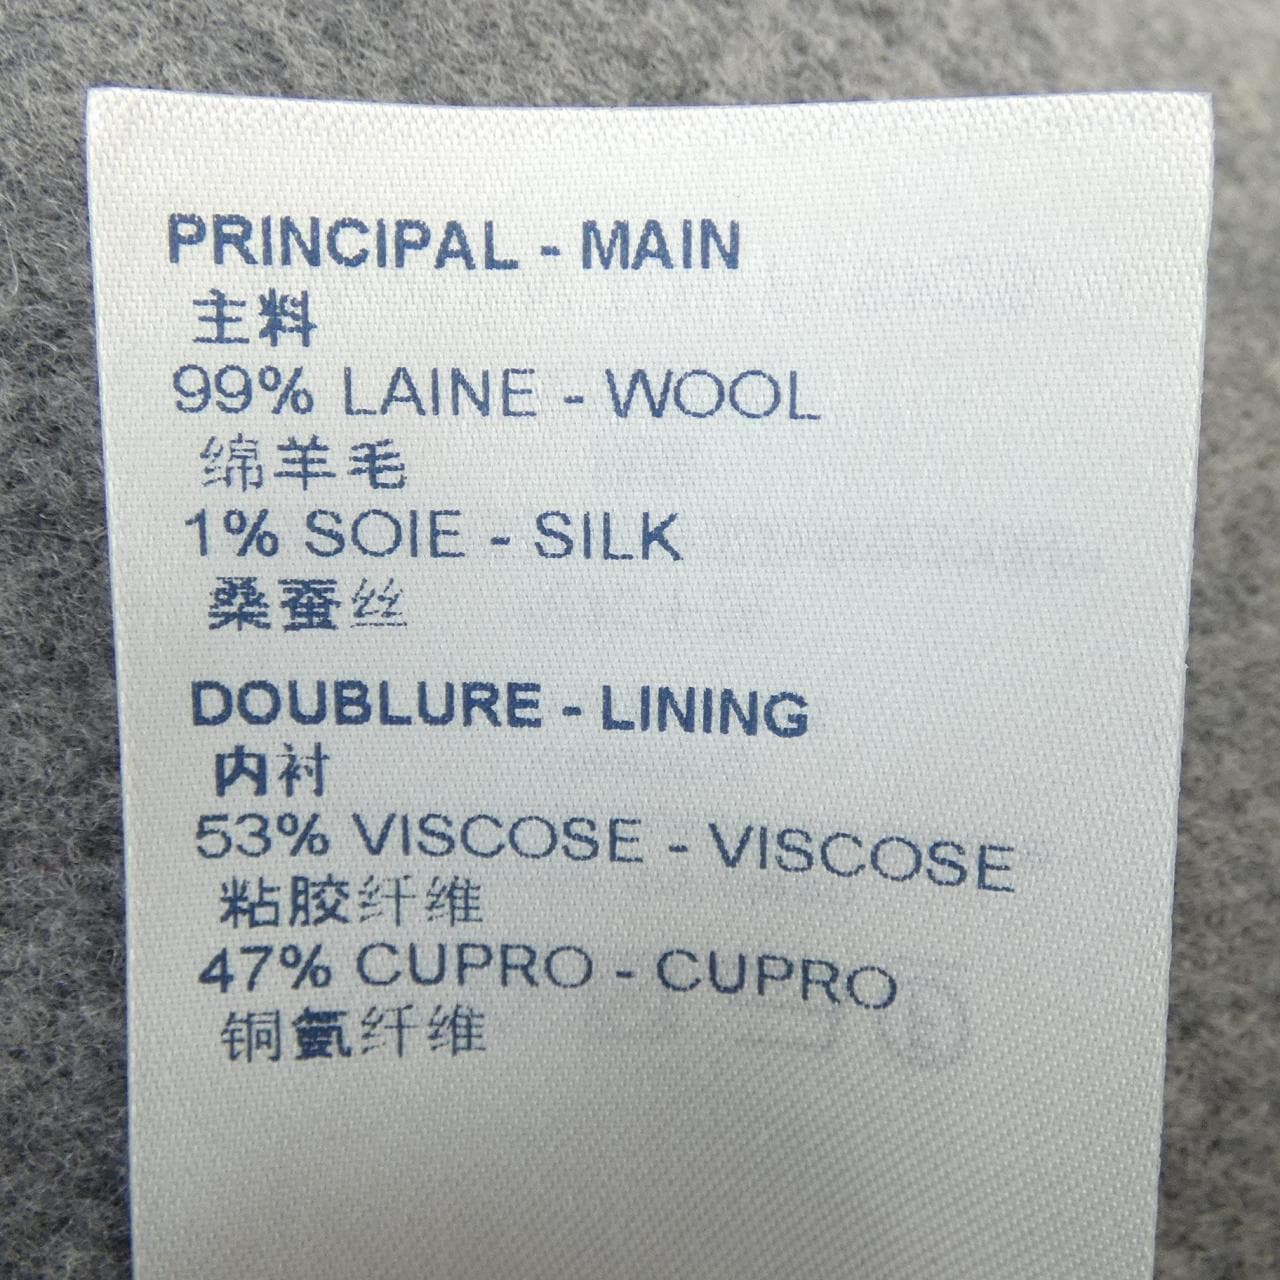 PRINCIPAL - MAIN
主料
99% LAINE - WOOL
绵羊毛
1% SOIE - SILK
桑蚕丝
DOUBLURE - LINING
内衬
53% VISCOSE - VISCOSE
粘胶纤维
47% CUPRO - CUPRO
铜氨纤维